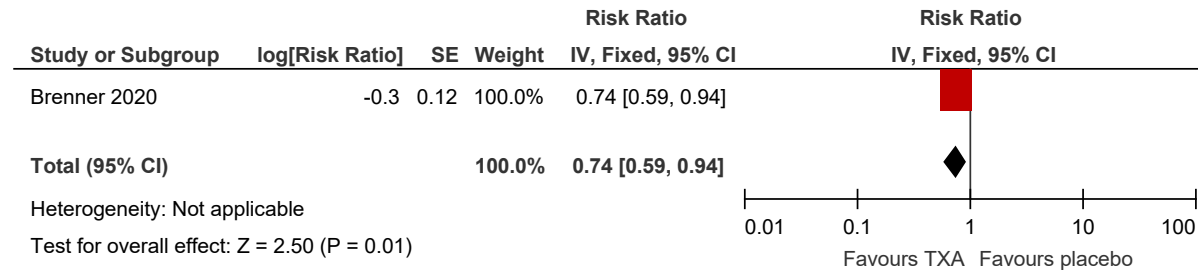 Risk Ratio Risk Ratio
Study or Subgroup log[Risk Ratio] SE Weight IV, Fixed, 95% CI IV, Fixed, 95% CI
Brenner 2020 -0.3 0.12 100.0% 0.74 [0.59, 0.94]
Total (95% CI) 100.0% 0.74 [0.59, 0.94]
Heterogeneity: Not applicable
Test for overall effect: Z = 2.50 (P = 0.01)
0.01 0.1 1 10 100
Favours TXA Favours placebo